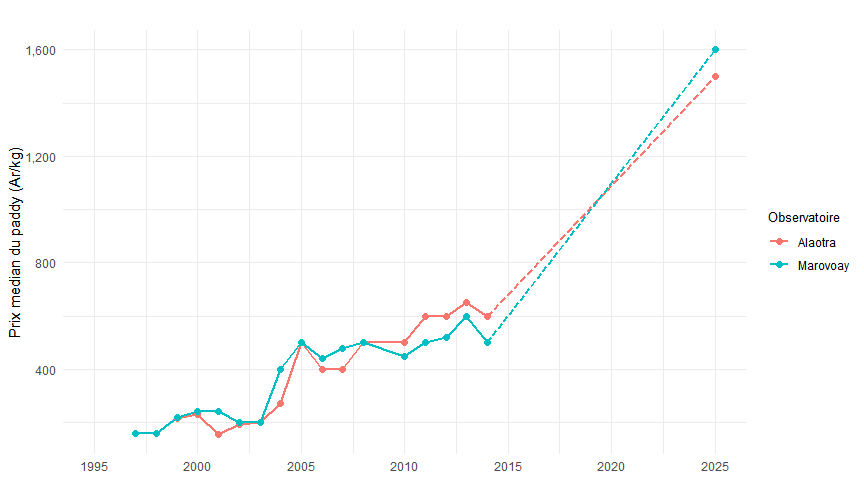 Prix median du paddy (Ar/kg)
1,600
1,200
800
400
1995 2000 2005 2010 2015 2020 2025
Observatoire
Alaotra
Marovoay